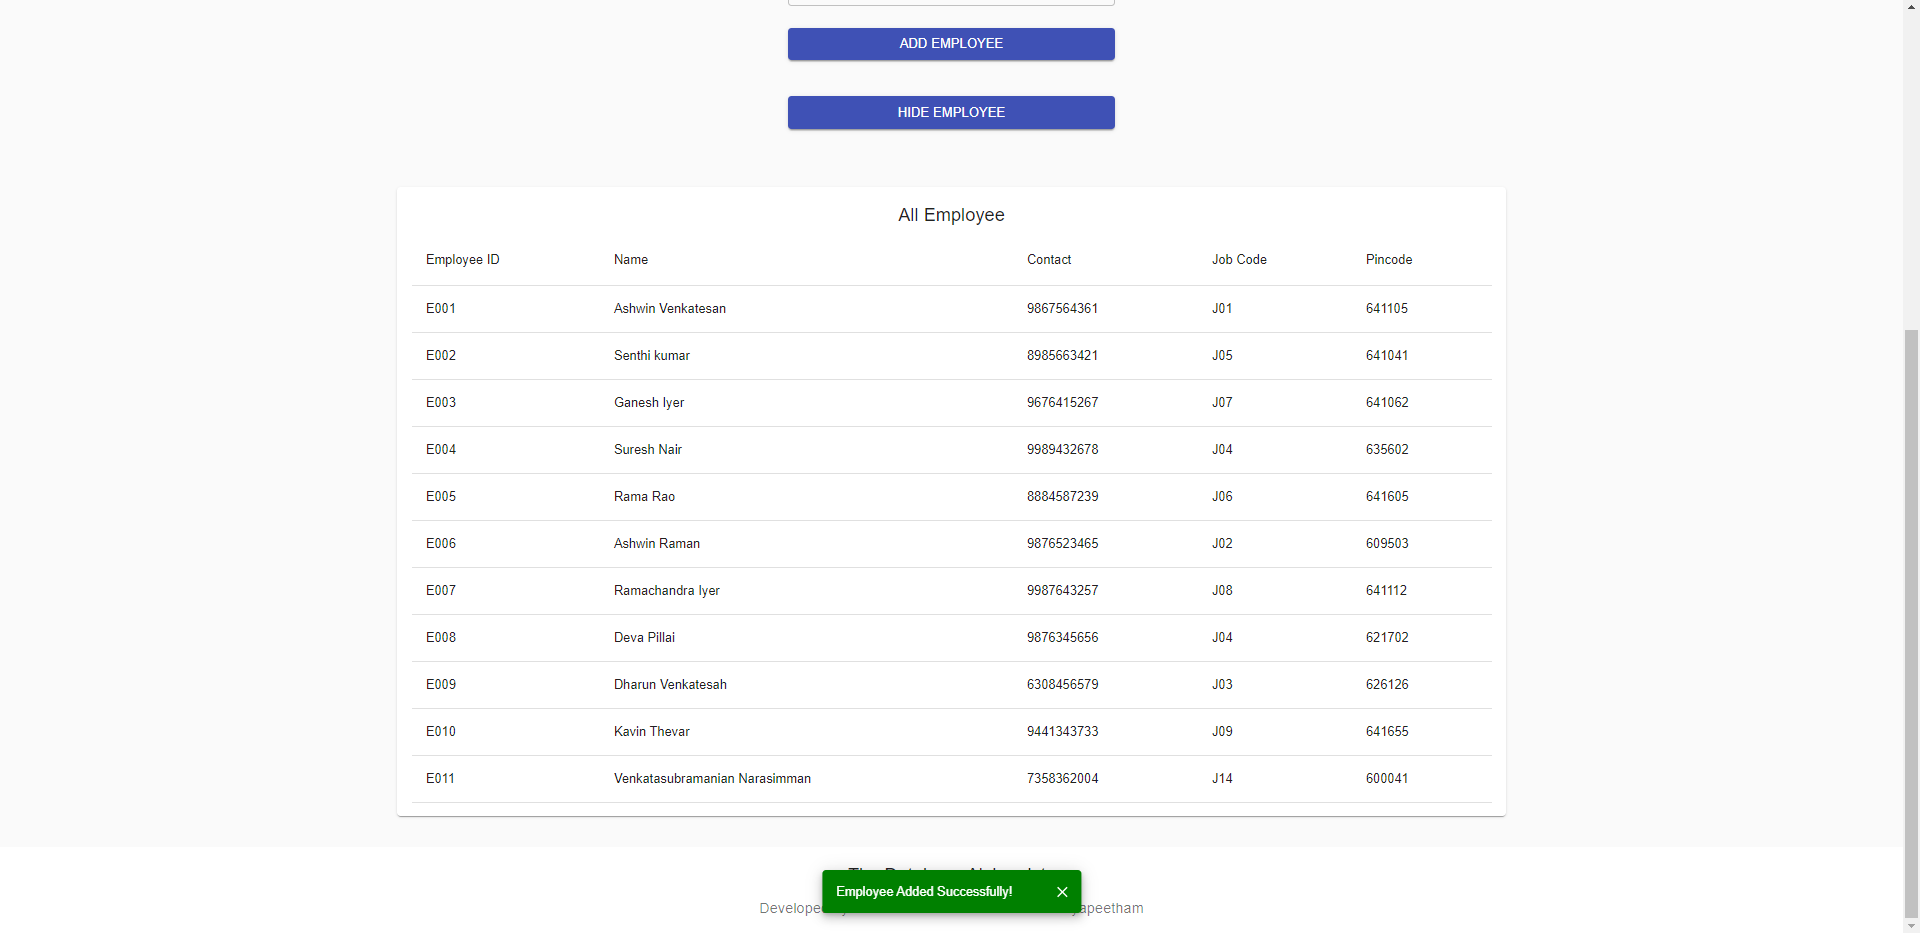 ADD EMPLOYEE
HIDE EMPLOYEE
All Employee
Employee ID Name Contact Job Code Pincode
E001 Ashwin Venkatesan 9867564361 J01 641105
E002 Senthi kumar 8985663421 J05 641041
E003 Ganesh Iyer 9676415267 J07 641062
E004 Suresh Nair 9989432678 J04 635602
E005 Rama Rao 8884587239 J06 641605
E006 Ashwin Raman 9876523465 J02 609503
E007 Ramachandra Iyer 9987643257 J08 641112
E008 Deva Pillai 9876345656 J04 621702
E009 Dharun Venkatesah 6308456579 J03 626126
E010 Kavin Thevar 9441343733 J09 641655
E011 Venkatasubramanian Narasimman 7358362004 J14 600041
Employee Added Successfully!